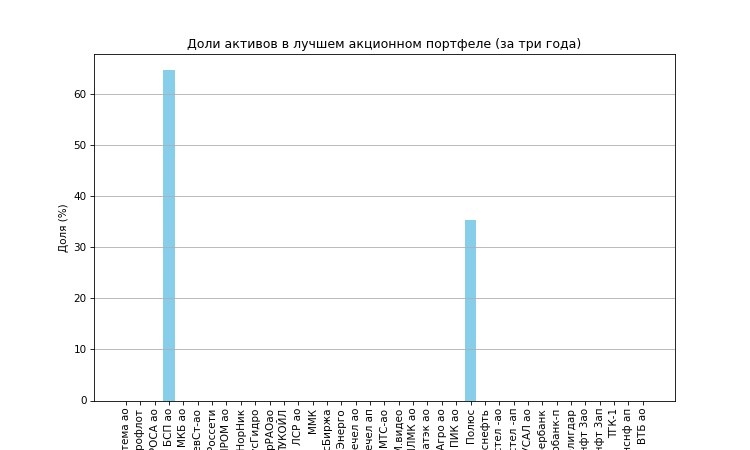 Доли активов в лучшем акционном портфеле (за три года)
Доля (%)
60
50
40
30
20
10
0
тема ао
рофлот
РОСА ао
БСП ао
МКБ ао
евСт-ао
Россети
ПРОМ ао
НорНик
сГидро
рРАОао
ЛУКОЙЛ
ЛСР ао
ММК
сБиржа
Энерго
ечел ао
ечел ап
МТС-ао
М.видео
ЛМК ао
атэк ао
Агро ао
ПИК ао
Полюс
снефть
стел -ао
стел -ап
УСАЛ ао
ербанк
рбанк-п
лигдар
нфт 3ао
нфт 3ап
ТГК-1
нснф ап
ВТБ ао